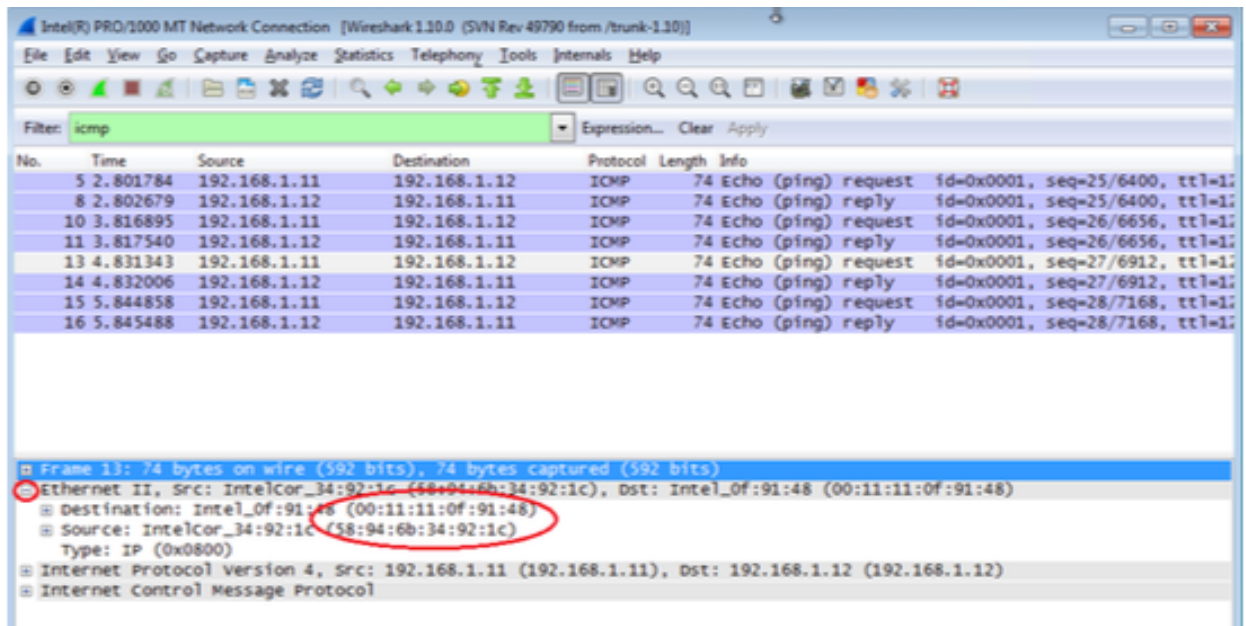 Intel(R) PRO/1000 MT Network Connection [Wireshark 1.10.0 (SVN Rev 49790 from /trunk-1.10)]
File Edit View Go Capture Analyze Statistics Telephony Tools Internals Help
Filter: icmp Expression... Clear Apply
No. Time Source Destination Protocol Length Info
5 2.801784 192.168.1.11 192.168.1.12 ICMP 74 Echo (ping) request id=0x0001, seq=25/6400, ttl=12
8 2.802679 192.168.1.12 192.168.1.11 ICMP 74 Echo (ping) reply id=0x0001, seq=25/6400, ttl=12
10 3.816895 192.168.1.11 192.168.1.12 ICMP 74 Echo (ping) request id=0x0001, seq=26/6656, ttl=12
11 3.817540 192.168.1.12 192.168.1.11 ICMP 74 Echo (ping) reply id=0x0001, seq=26/6656, ttl=12
13 4.831343 192.168.1.11 192.168.1.12 ICMP 74 Echo (ping) request id=0x0001, seq=27/6912, ttl=12
14 4.832006 192.168.1.12 192.168.1.11 ICMP 74 Echo (ping) reply id=0x0001, seq=27/6912, ttl=12
15 5.844858 192.168.1.11 192.168.1.12 ICMP 74 Echo (ping) request id=0x0001, seq=28/7168, ttl=12
16 5.845488 192.168.1.12 192.168.1.11 ICMP 74 Echo (ping) reply id=0x0001, seq=28/7168, ttl=12
Frame 13: 74 bytes on wire (592 bits), 74 bytes captured (592 bits)
Ethernet II, Src: IntelCor_34:92:1c (58:94:6b:34:92:1c), Dst: Intel_0f:91:48 (00:11:11:0f:91:48)
Destination: Intel_0f:91:48 (00:11:11:0f:91:48)
Source: IntelCor_34:92:1c (58:94:6b:34:92:1c)
Type: IP (0x0800)
Internet Protocol Version 4, Src: 192.168.1.11 (192.168.1.11), Dst: 192.168.1.12 (192.168.1.12)
Internet Control Message Protocol